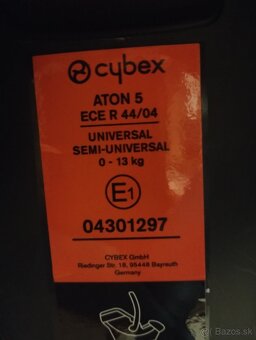 cybex
ATON 5
ECE R 44/04
UNIVERSAL
SEMI-UNIVERSAL
0 - 13 kg
E1
04301297
CYBEX GmbH
Riedinger Str. 18, 95448 Bayreuth
Germany
bazar.sk